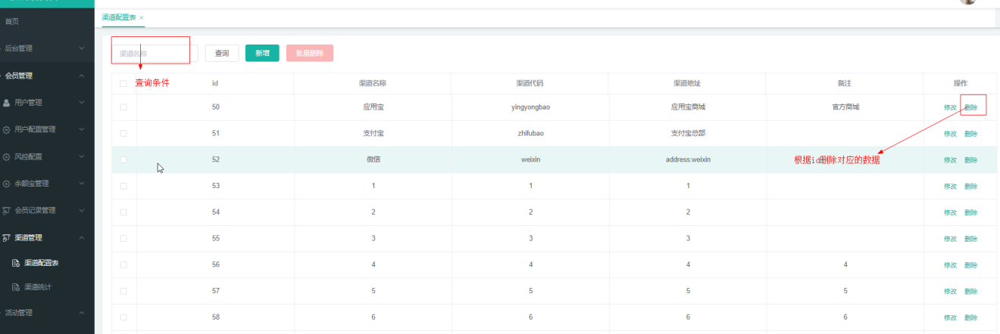 渠道配置表 ×
首页
后台管理
会员管理
用户管理
用户配置管理
风控配置
余额宝管理
会员记录管理
渠道管理
渠道配置表
渠道统计
活动管理
渠道名称 查询 新增 批量删除
查询条件
id 渠道名称 渠道代码 渠道地址 备注 操作
50 应用宝 yingyongbao 应用宝商城 官方商城 修改 删除
51 支付宝 zhifubao 支付宝总部 修改 删除
52 微信 weixin address:weixin 修改 删除
根据id删除对应的数据
53 1 1 1 修改 删除
54 2 2 2 修改 删除
55 3 3 3 修改 删除
56 4 4 4 4 修改 删除
57 5 5 5 5 修改 删除
58 6 6 6 6 修改 删除